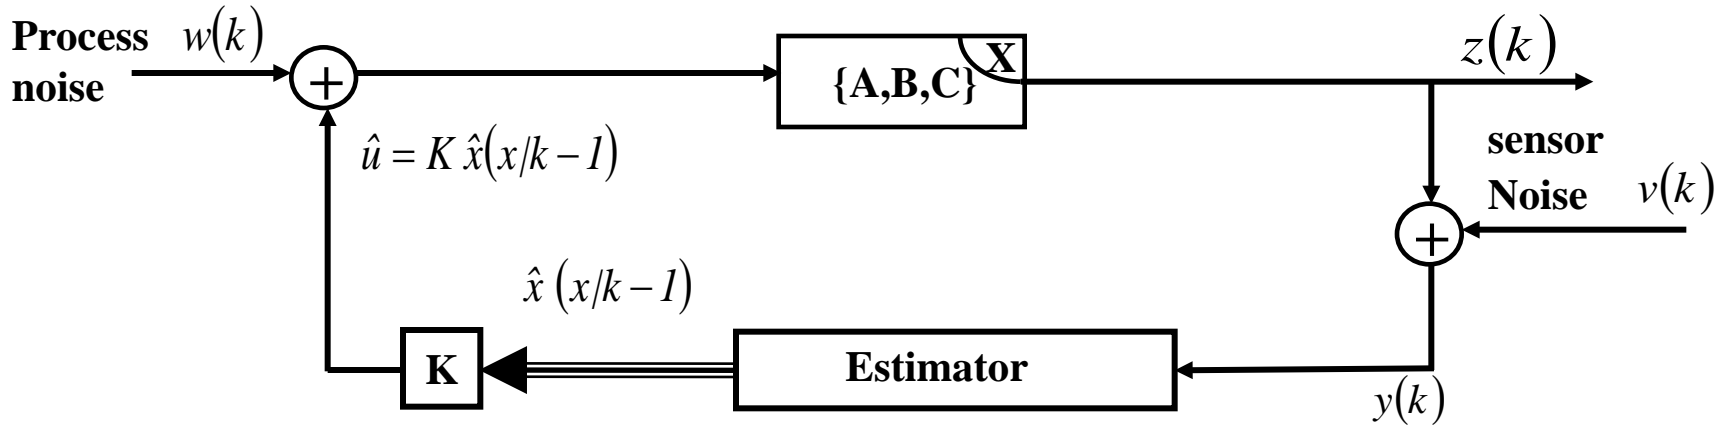 Process noise
w(k)
+
{A,B,C}
X
z(k)
û = K x̂(x/k − 1)
sensor
Noise
v(k)
+
x̂ (x/k − 1)
K
Estimator
y(k)